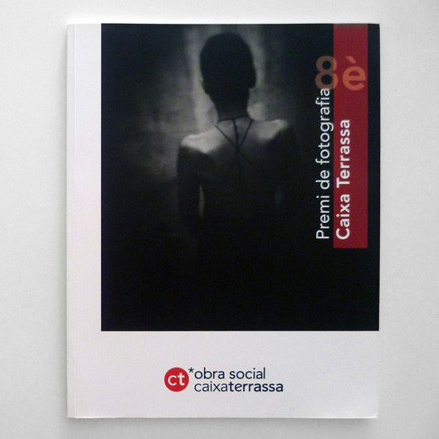 8è
Premi de fotografia
Caixa Terrassa
ct *obra social
caixaterrassa